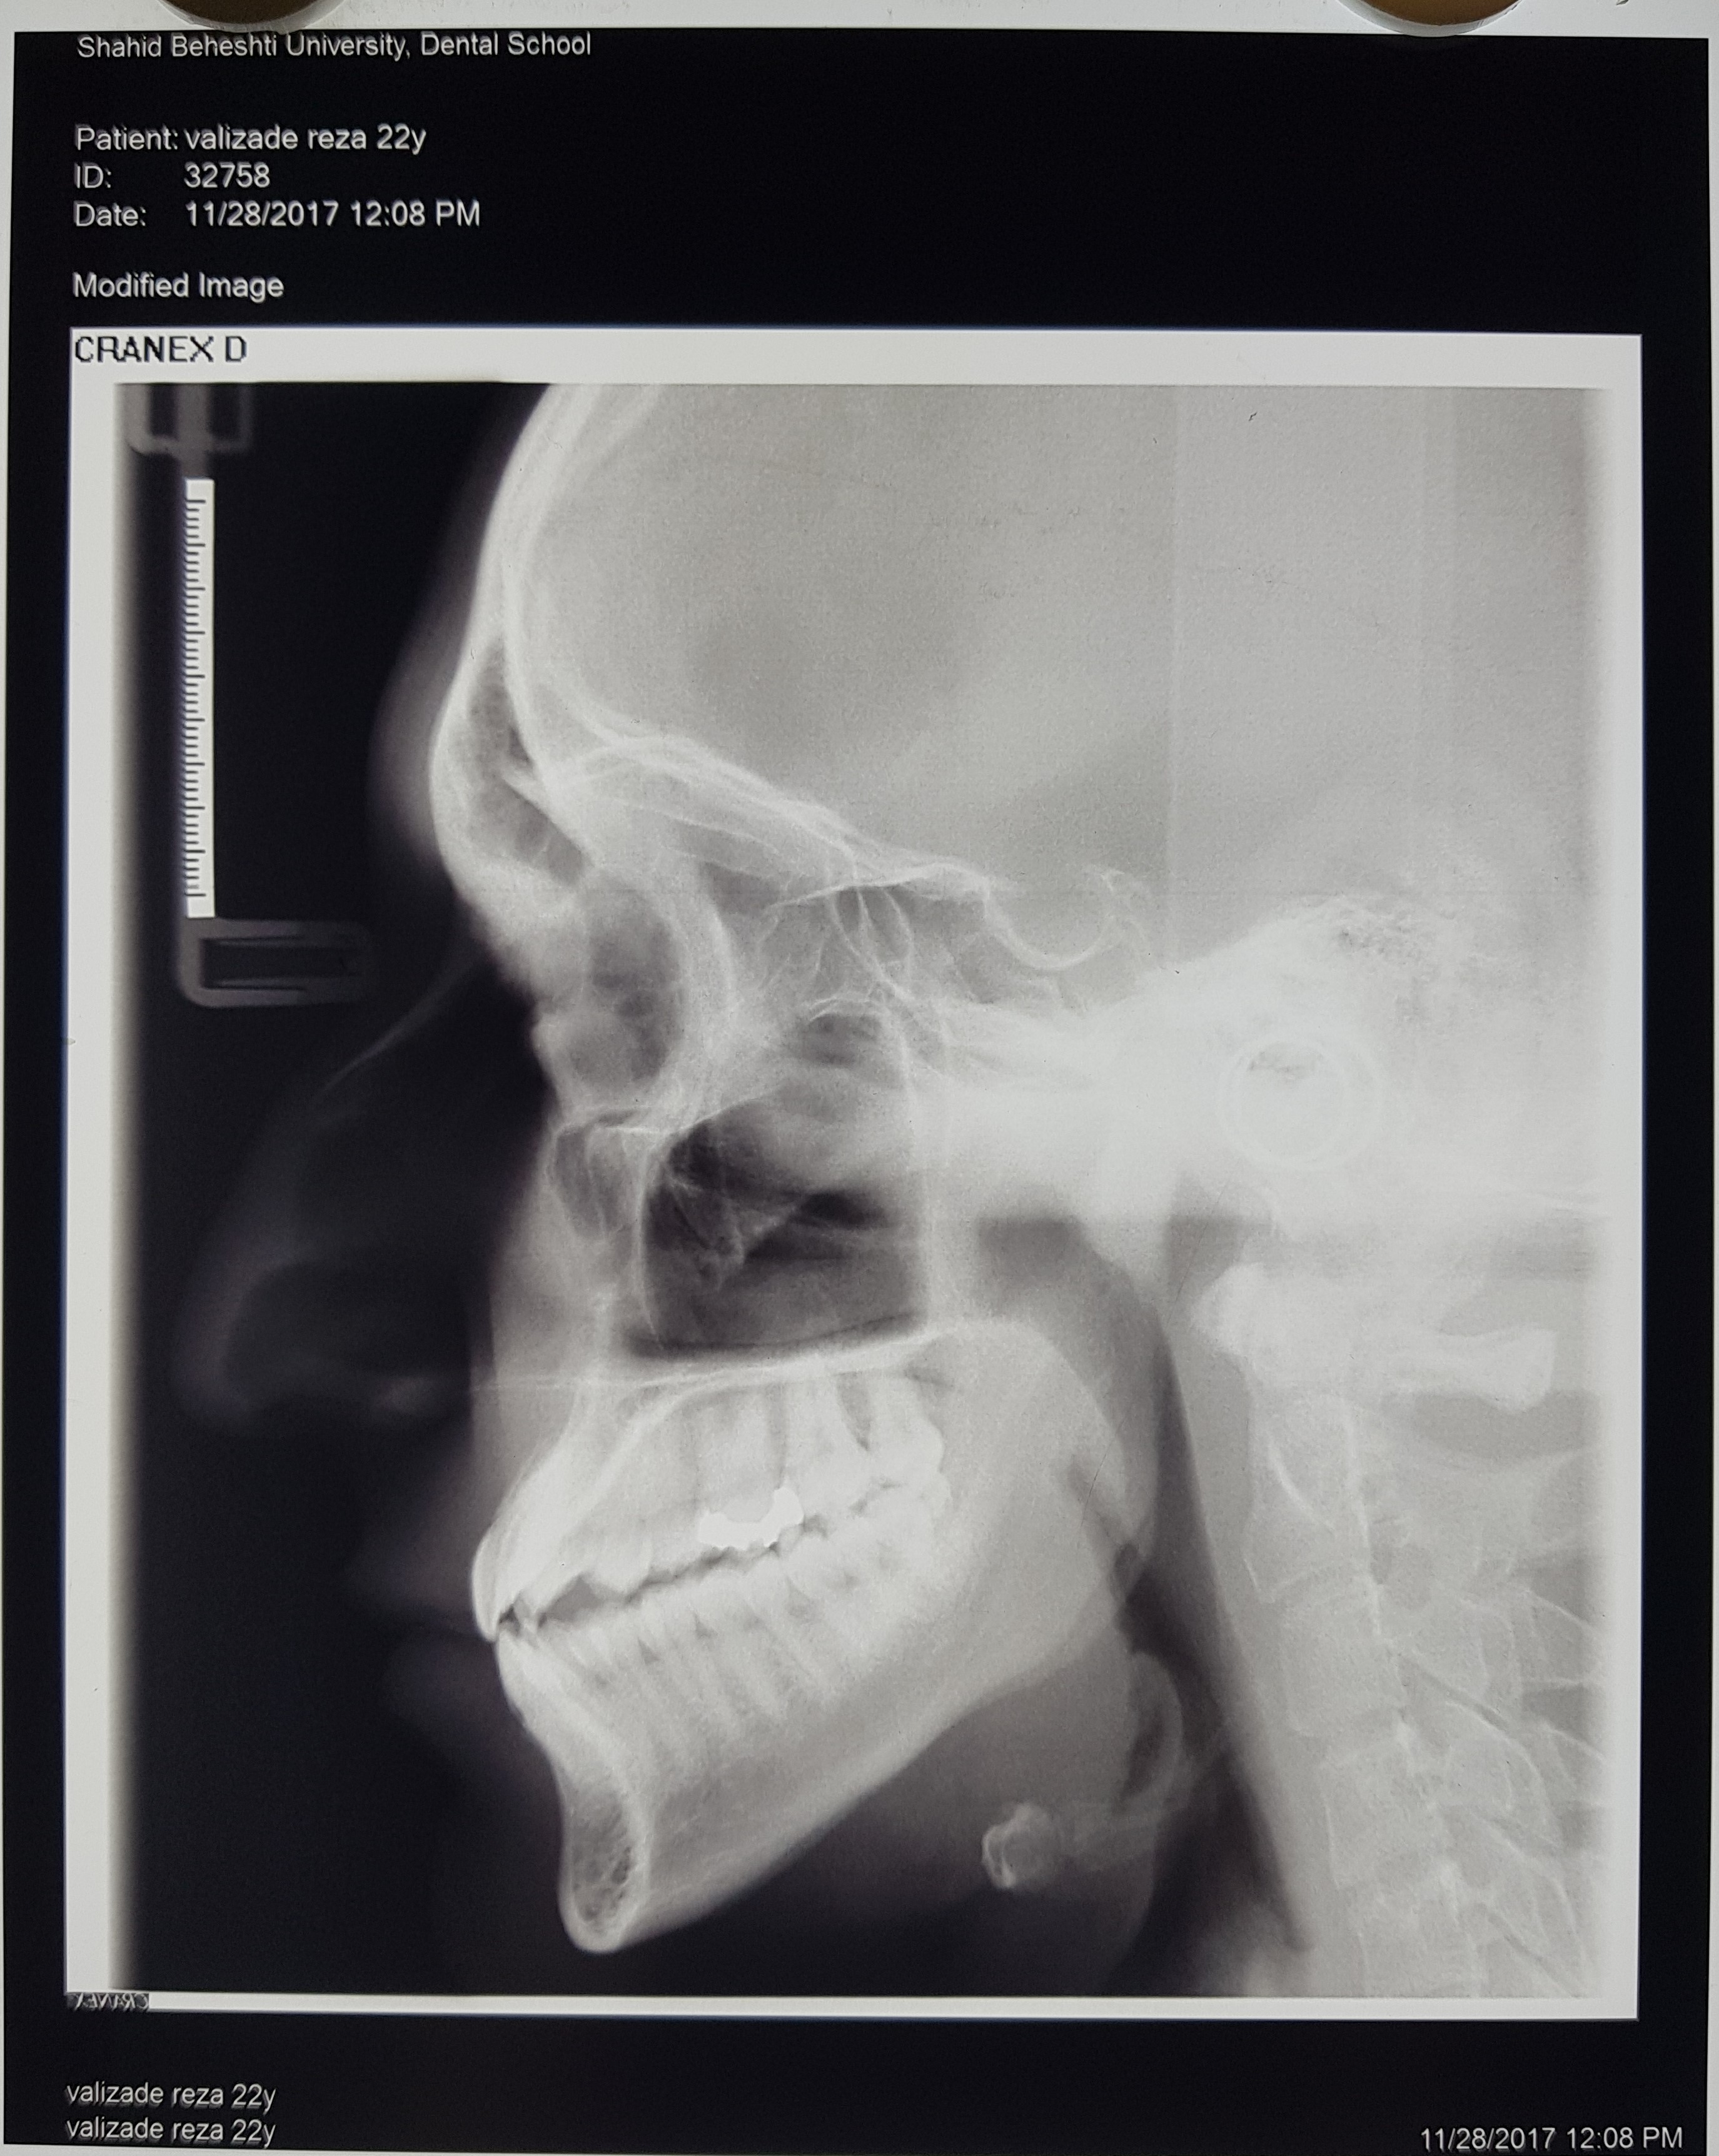 Shahid Beheshti University, Dental School
Patient: valizade reza 22y
ID: 32758
Date: 11/28/2017 12:08 PM
Modified Image
CRANEX D
valizade reza 22y
valizade reza 22y
11/28/2017 12:08 PM